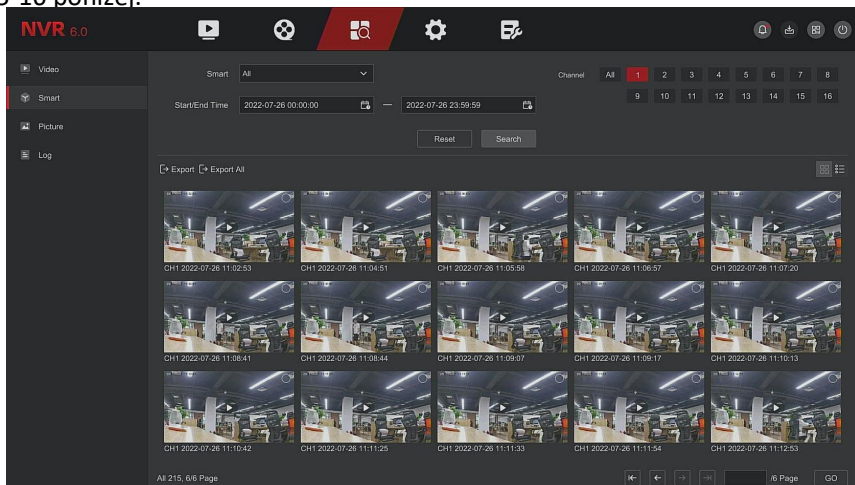 5-10 poniżej.
NVR 6.0
Video
Smart
Picture
Log
Smart All
Channel All 1 2 3 4 5 6 7 8
9 10 11 12 13 14 15 16
Start/End Time 2022-07-26 00:00:00 — 2022-07-26 23:59:59
Reset Search
Export Export All
CH1 2022-07-26 11:02:53 CH1 2022-07-26 11:04:51 CH1 2022-07-26 11:05:58 CH1 2022-07-26 11:06:57 CH1 2022-07-26 11:07:20
CH1 2022-07-26 11:08:41 CH1 2022-07-26 11:08:44 CH1 2022-07-26 11:09:07 CH1 2022-07-26 11:09:17 CH1 2022-07-26 11:10:13
CH1 2022-07-26 11:10:42 CH1 2022-07-26 11:11:25 CH1 2022-07-26 11:11:33 CH1 2022-07-26 11:11:54 CH1 2022-07-26 11:12:53
All 215, 6/6 Page
/6 Page GO